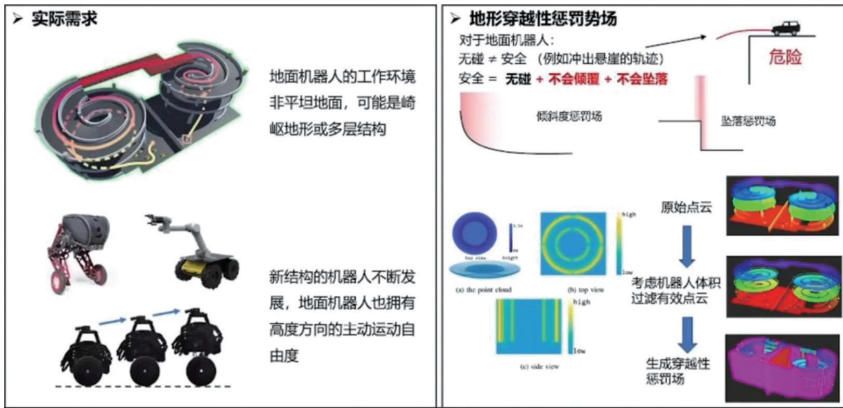 ➤ 实际需求
地面机器人的工作环境
非平坦地面，可能是崎
岖地形或多层结构
新结构的机器人不断发
展，地面机器人也拥有
高度方向的主动运动自
由度
➤ 地形穿越性惩罚势场
对于地面机器人：
无碰 ≠ 安全 （例如冲出悬崖的轨迹）
安全 = 无碰 + 不会倾覆 + 不会坠落
危险
倾斜度惩罚场
坠落惩罚场
top view
height
(a) the point cloud
high
low
(b) top view
high
low
(c) side view
原始点云
考虑机器人体积
过滤有效点云
生成穿越性
惩罚场